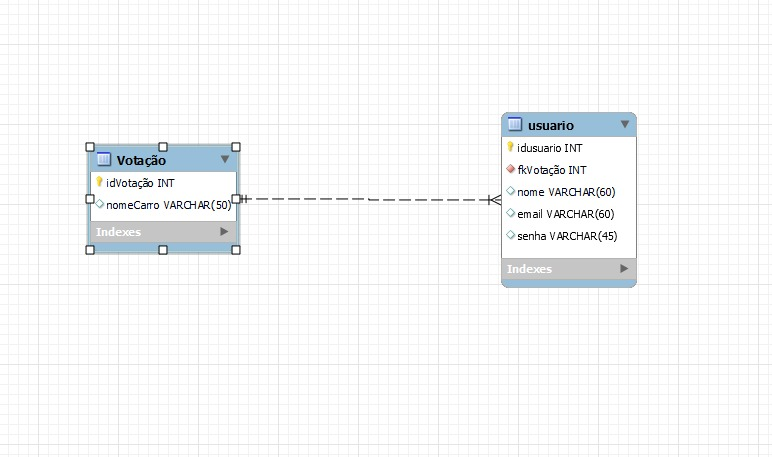 Votação
idVotação INT
nomeCarro VARCHAR(50)
Indexes
usuario
idusuario INT
fkVotação INT
nome VARCHAR(60)
email VARCHAR(60)
senha VARCHAR(45)
Indexes